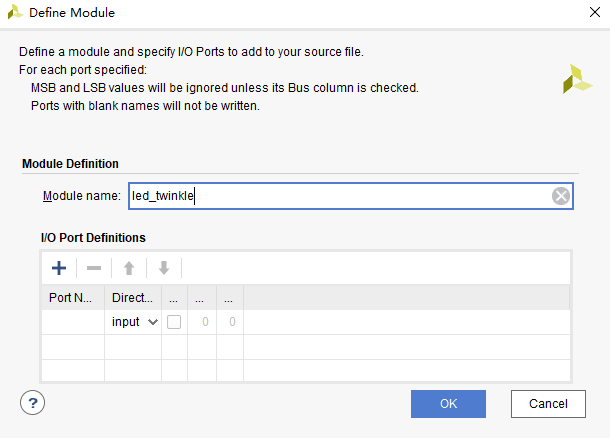 Define Module
Define a module and specify I/O Ports to add to your source file.
For each port specified:
MSB and LSB values will be ignored unless its Bus column is checked.
Ports with blank names will not be written.
Module Definition
Module name: led_twinkle
I/O Port Definitions
Port N... Direct... ... ... ...
input 0 0
? OK Cancel